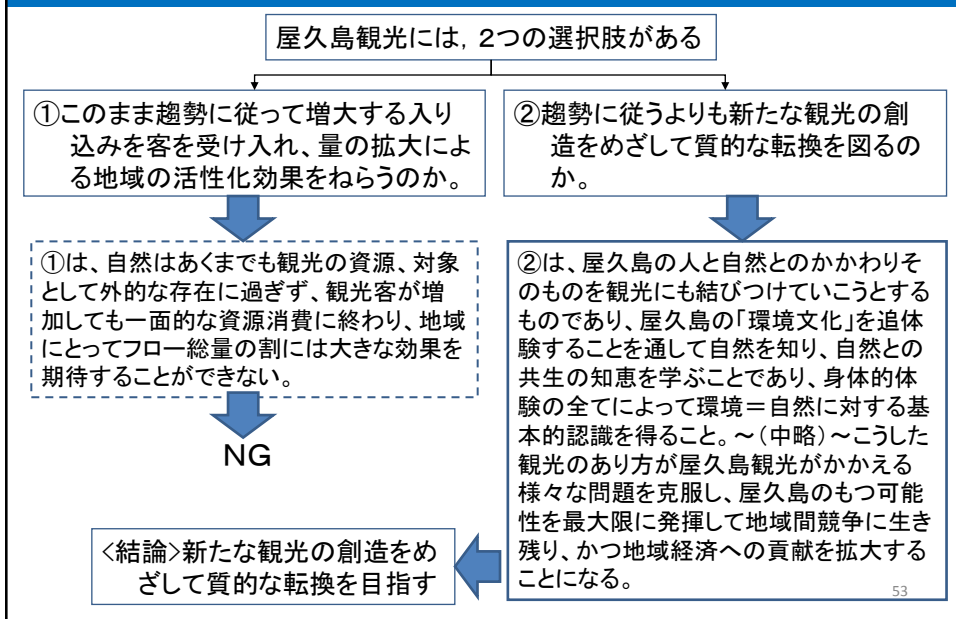 屋久島観光には，２つの選択肢がある
①このまま趨勢に従って増大する入り
込みを客を受け入れ、量の拡大によ
る地域の活性化効果をねらうのか。
②趨勢に従うよりも新たな観光の創
造をめざして質的な転換を図るの
か。
①は、自然はあくまでも観光の資源、対象
として外的な存在に過ぎず、観光客が増
加しても一面的な資源消費に終わり、地域
にとってフロー総量の割には大きな効果を
期待することができない。
NG
②は、屋久島の人と自然とのかかわりそ
のものを観光にも結びつけていこうとする
ものであり、屋久島の「環境文化」を追体
験することを通して自然を知り、自然との
共生の知恵を学ぶことであり、身体的体
験の全てによって環境＝自然に対する基
本的認識を得ること。～（中略）～こうした
観光のあり方が屋久島観光がかかえる
様々な問題を克服し、屋久島のもつ可能
性を最大限に発揮して地域間競争に生き
残り、かつ地域経済への貢献を拡大する
ことになる。
<結論>新たな観光の創造をめ
ざして質的な転換を目指す
53